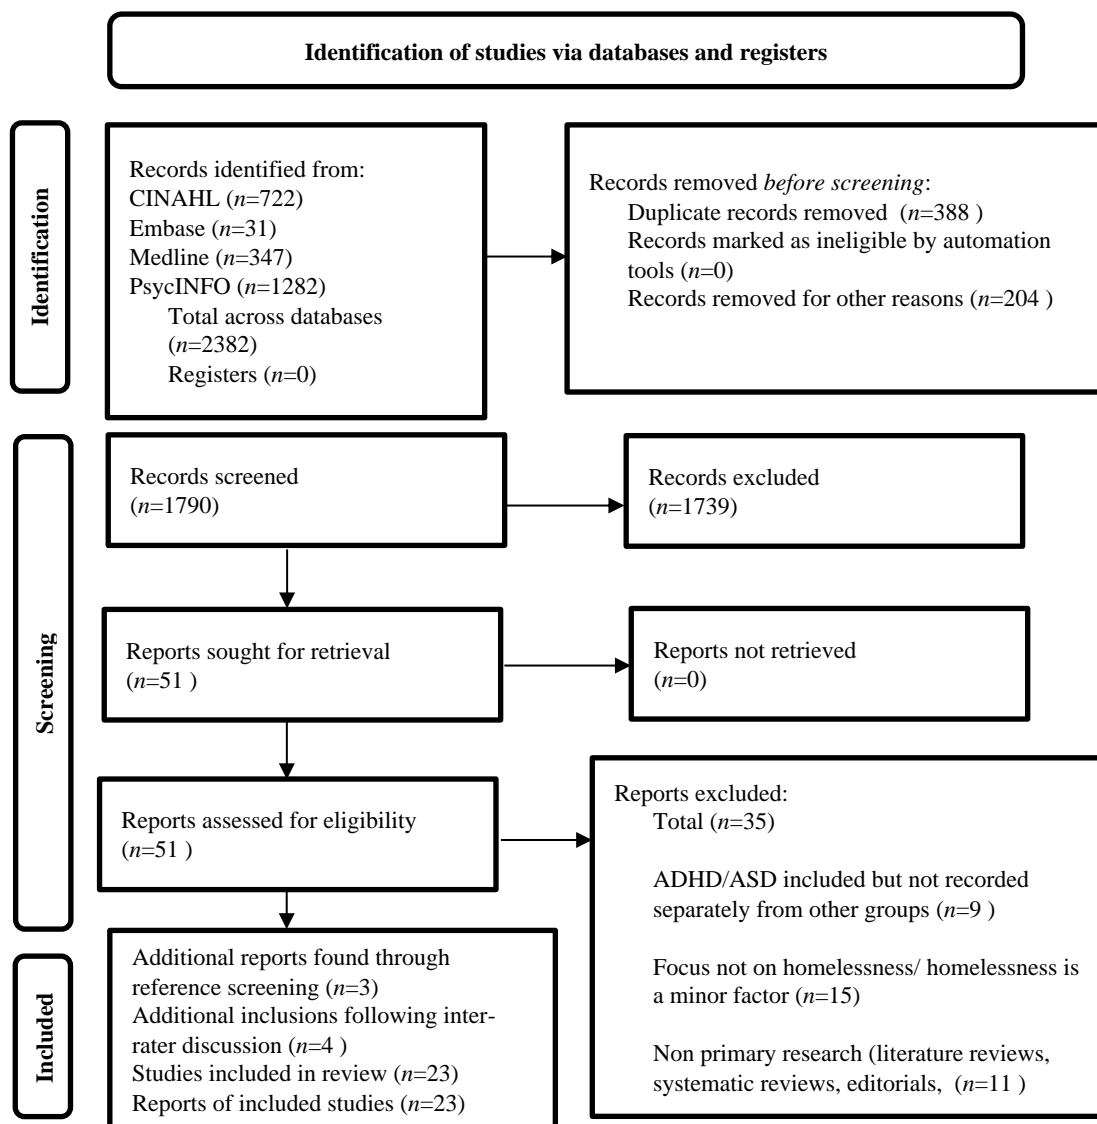 Identification of studies via databases and registers
Identification
Records identified from:
CINAHL (n=722)
Embase (n=31)
Medline (n=347)
PsycINFO (n=1282)
Total across databases
(n=2382)
Registers (n=0)
Records removed before screening:
Duplicate records removed (n=388 )
Records marked as ineligible by automation
tools (n=0)
Records removed for other reasons (n=204 )
Screening
Records screened
(n=1790)
Records excluded
(n=1739)
Reports sought for retrieval
(n=51 )
Reports not retrieved
(n=0)
Reports assessed for eligibility
(n=51 )
Reports excluded:
Total (n=35)
ADHD/ASD included but not recorded
separately from other groups (n=9 )
Focus not on homelessness/ homelessness is
a minor factor (n=15)
Non primary research (literature reviews,
systematic reviews, editorials, (n=11 )
Included
Additional reports found through
reference screening (n=3)
Additional inclusions following inter-
rater discussion (n=4 )
Studies included in review (n=23)
Reports of included studies (n=23)